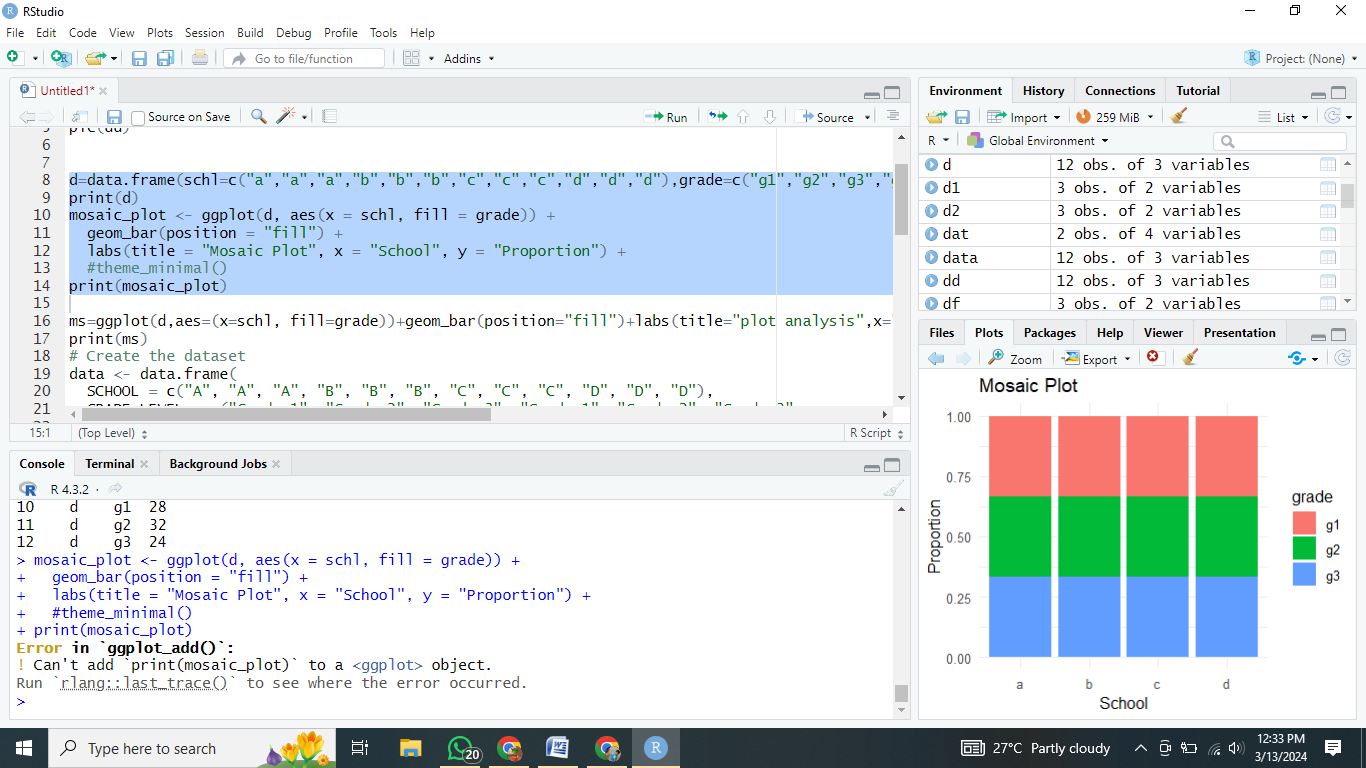 RStudio
File Edit Code View Plots Session Build Debug Profile Tools Help
Go to file/function
Addins
Project: (None)
Untitled1*
Source on Save
Run
Source
6
7
8 d=data.frame(schl=c("a","a","a","b","b","b","c","c","c","d","d","d"),grade=c("g1","g2","g3","
9 print(d)
10 mosaic_plot <- ggplot(d, aes(x = schl, fill = grade)) +
11 geom_bar(position = "fill") +
12 labs(title = "Mosaic Plot", x = "School", y = "Proportion") +
13 #theme_minimal()
14 print(mosaic_plot)
15
16 ms=ggplot(d,aes=(x=schl, fill=grade))+geom_bar(position="fill")+labs(title="plot analysis",x=
17 print(ms)
18 # Create the dataset
19 data <- data.frame(
20 SCHOOL = c("A", "A", "A", "B", "B", "B", "C", "C", "C", "D", "D", "D"),
21
15:1 (Top Level) R Script
Console Terminal Background Jobs
R 4.3.2 ·
10 d g1 28
11 d g2 32
12 d g3 24
> mosaic_plot <- ggplot(d, aes(x = schl, fill = grade)) +
+ geom_bar(position = "fill") +
+ labs(title = "Mosaic Plot", x = "School", y = "Proportion") +
+ #theme_minimal()
+ print(mosaic_plot)
Error in `ggplot_add()`:
! Can't add `print(mosaic_plot)` to a <ggplot> object.
Run `rlang::last_trace()` to see where the error occurred.
>
Environment History Connections Tutorial
Import 259 MiB List
R Global Environment
d 12 obs. of 3 variables
d1 3 obs. of 2 variables
d2 3 obs. of 2 variables
dat 2 obs. of 4 variables
data 12 obs. of 3 variables
dd 12 obs. of 3 variables
df 3 obs. of 2 variables
Files Plots Packages Help Viewer Presentation
Zoom Export
Mosaic Plot
1.00
0.75
0.50
0.25
0.00
Proportion
a b c d
School
grade
g1
g2
g3
Type here to search
20
27°C Partly cloudy
12:33 PM
3/13/2024